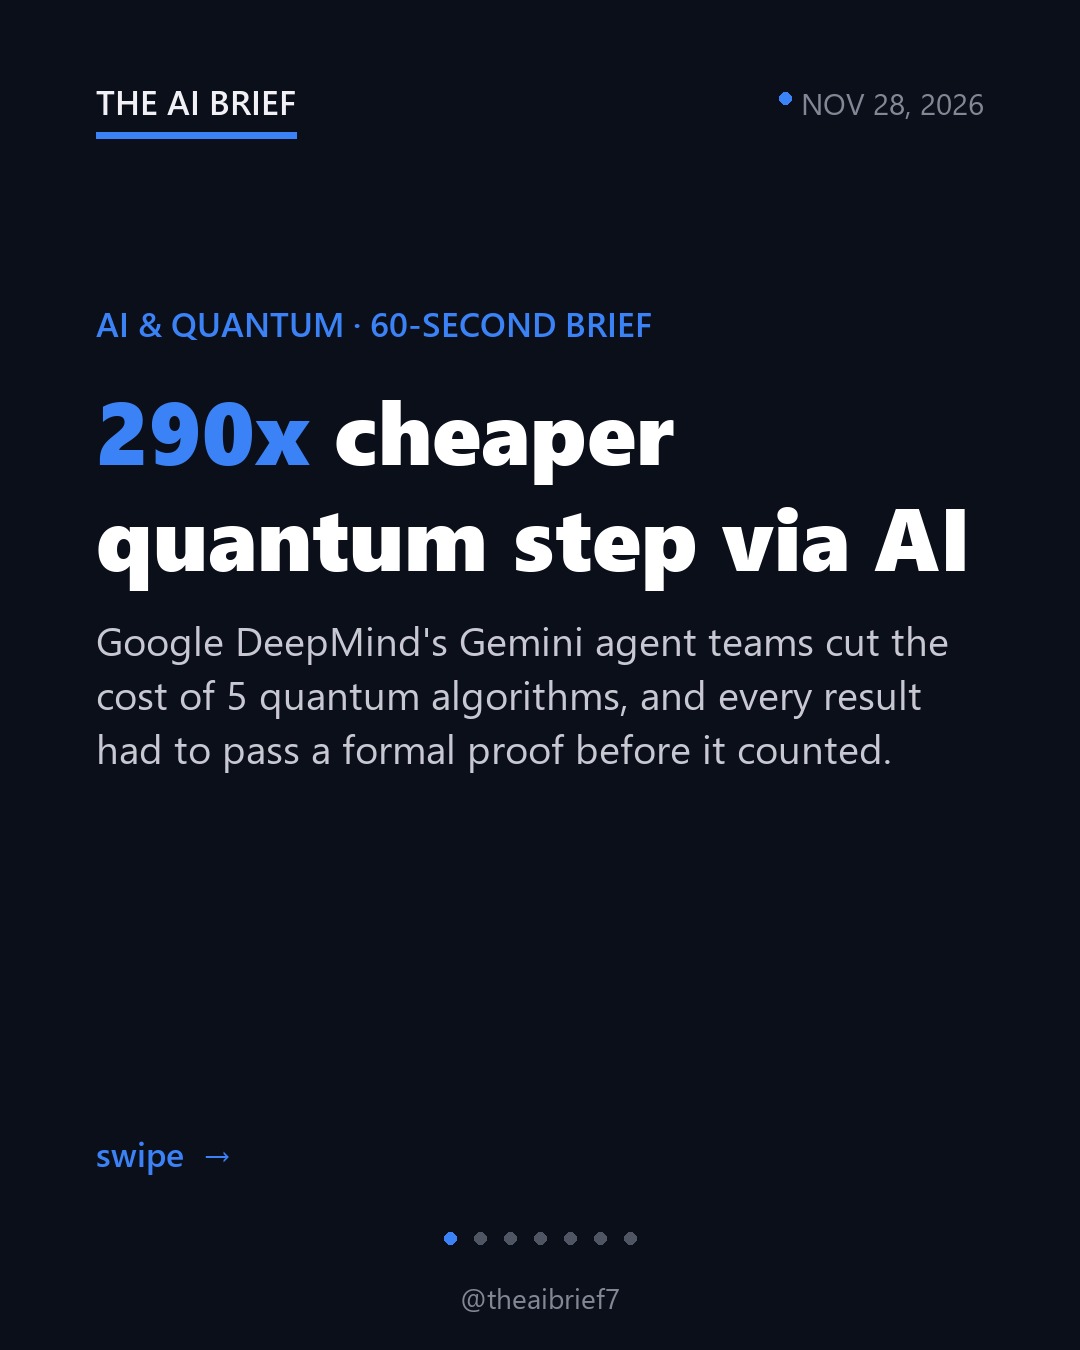 THE AI BRIEF
NOV 28, 2026
AI & QUANTUM · 60-SECOND BRIEF
290x cheaper
quantum step via AI
Google DeepMind's Gemini agent teams cut the
cost of 5 quantum algorithms, and every result
had to pass a formal proof before it counted.
swipe →
@theaibrief7